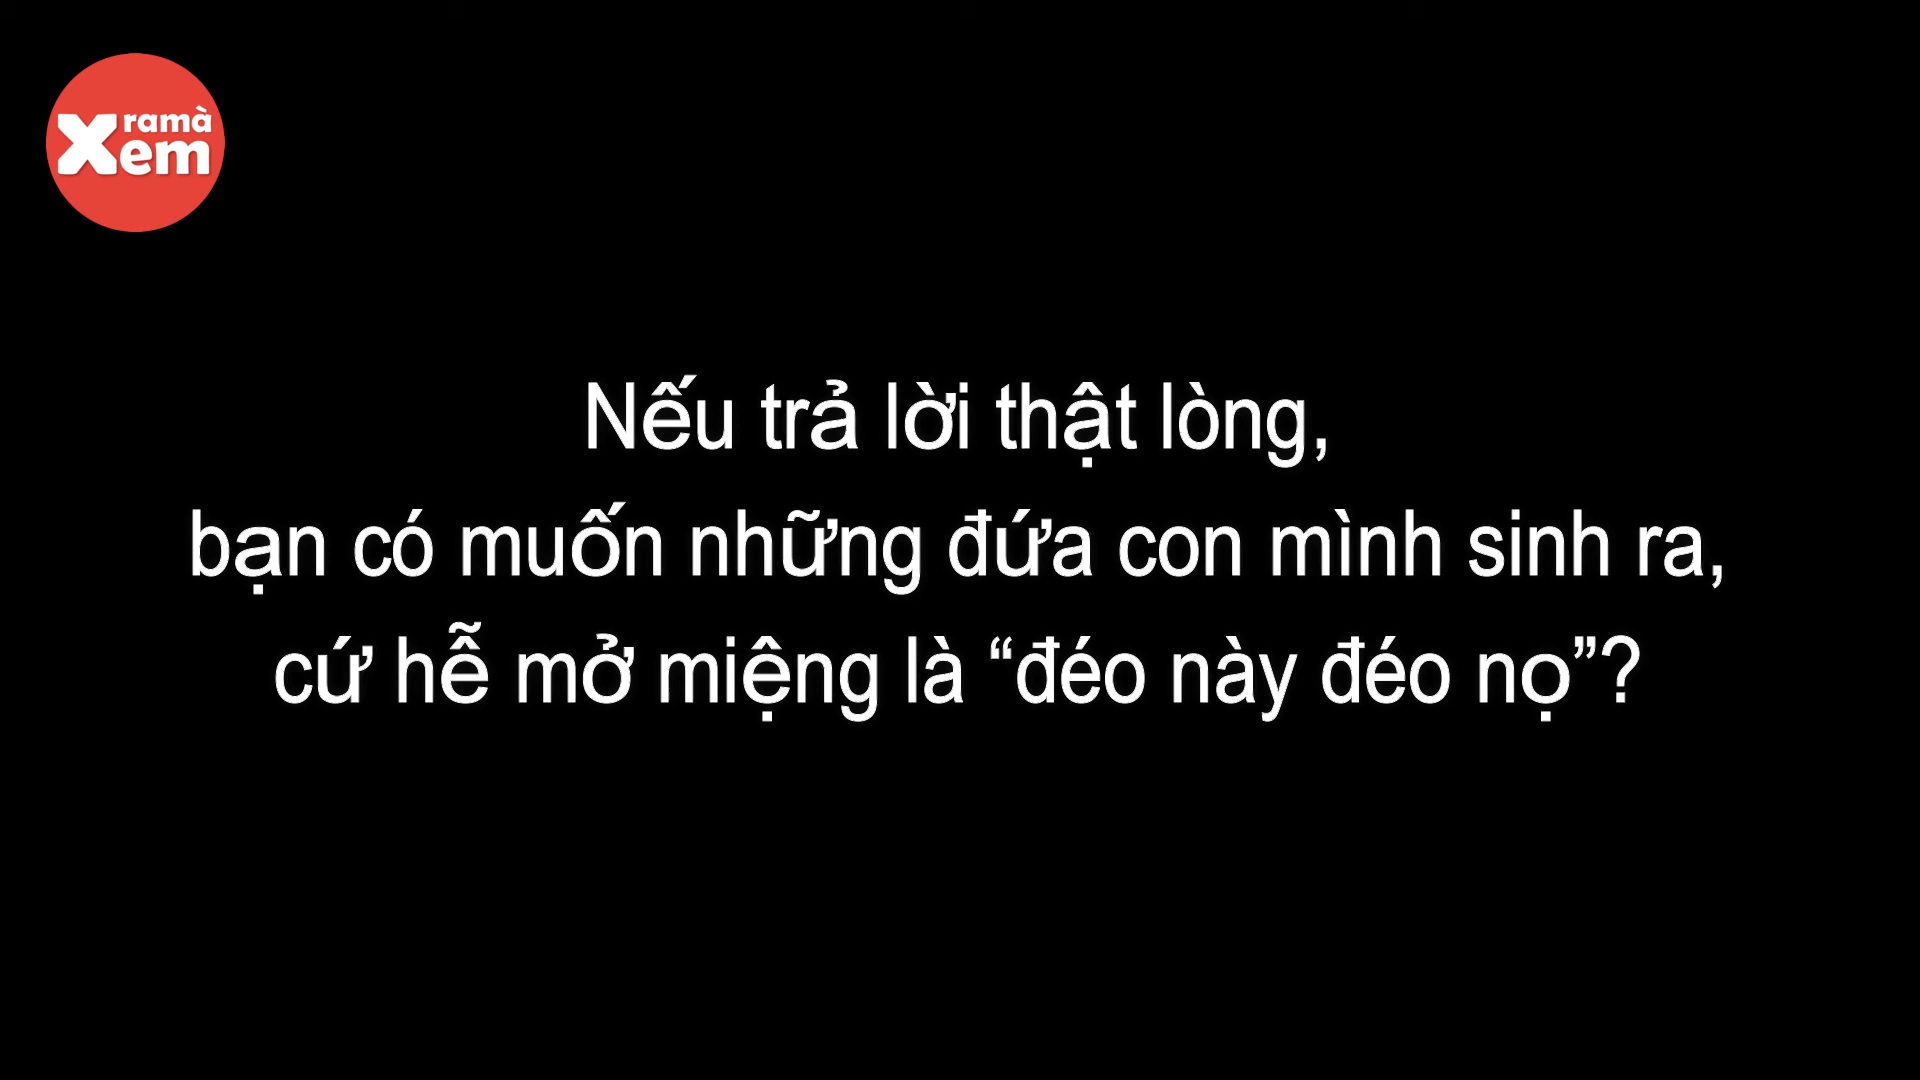 ramà
Xem
Nếu trả lời thật lòng,
bạn có muốn những đứa con mình sinh ra,
cứ hễ mở miệng là “đéo này đéo nọ”?